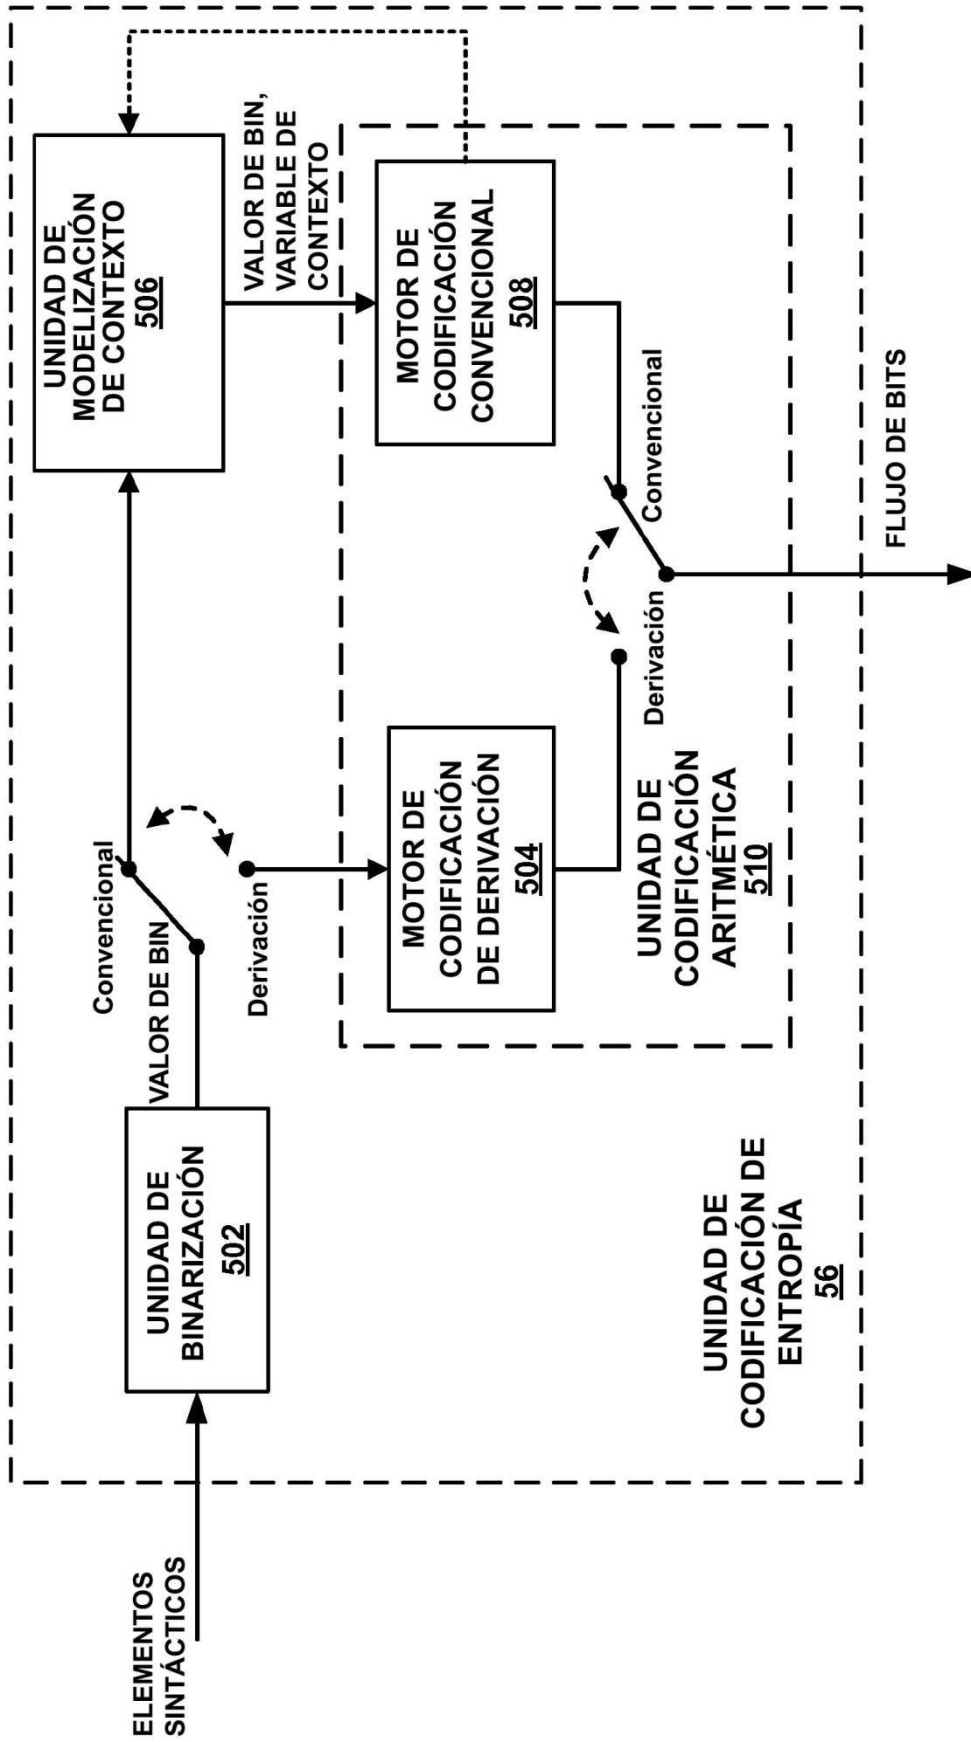 ELEMENTOS
SINTÁCTICOS
UNIDAD DE
BINARIZACIÓN
502
VALOR DE BIN
Convencional
Derivación
UNIDAD DE
MODELIZACIÓN
DE CONTEXTO
506
VALOR DE BIN,
VARIABLE DE
CONTEXTO
MOTOR DE
CODIFICACIÓN
DE DERIVACIÓN
504
MOTOR DE
CODIFICACIÓN
CONVENCIONAL
508
Derivación
Convencional
UNIDAD DE
CODIFICACIÓN
ARITMÉTICA
510
UNIDAD DE
CODIFICACIÓN DE
ENTROPÍA
56
FLUJO DE BITS